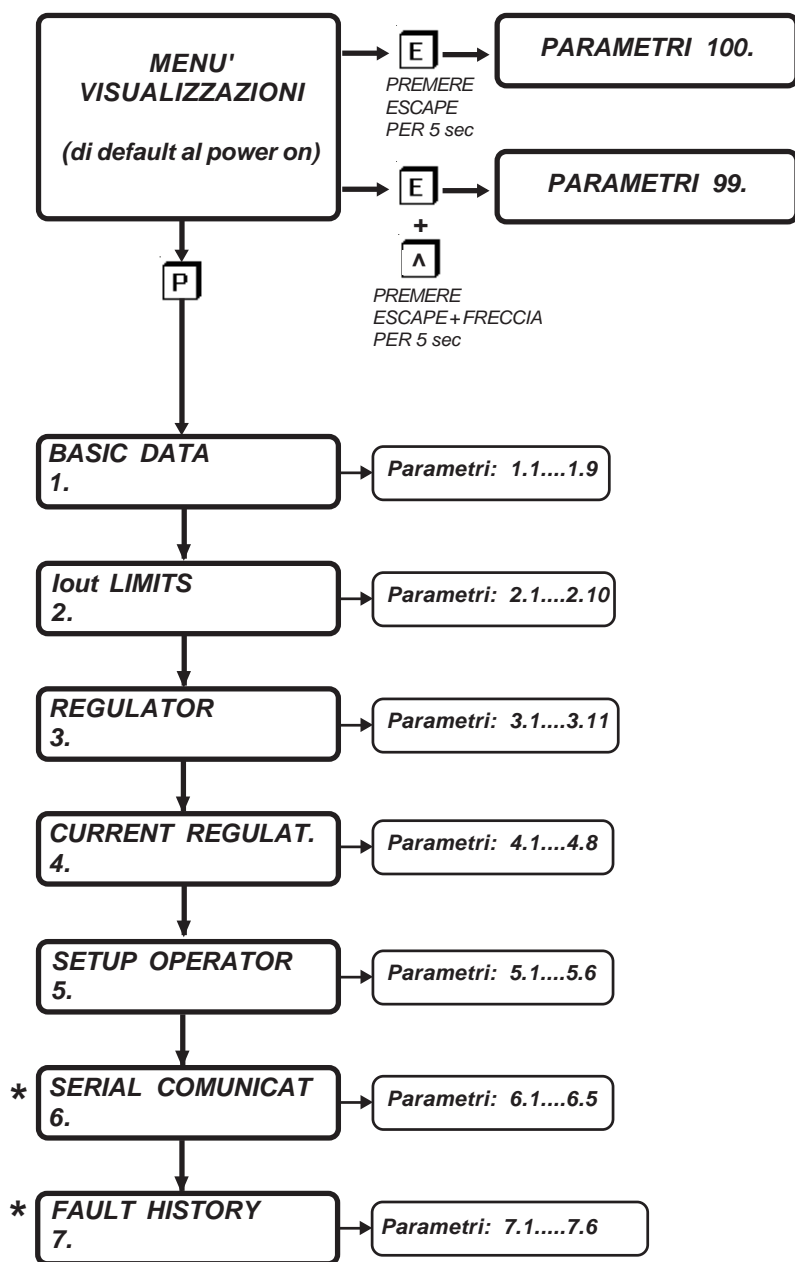 MENU'
VISUALIZZAZIONI
(di default al power on)
E
PREMERE
ESCAPE
PER 5 sec
PARAMETRI 100.
E
+
^
PREMERE
ESCAPE+FRECCIA
PER 5 sec
PARAMETRI 99.
P
BASIC DATA
1.
Parametri: 1.1....1.9
Iout LIMITS
2.
Parametri: 2.1....2.10
REGULATOR
3.
Parametri: 3.1....3.11
CURRENT REGULAT.
4.
Parametri: 4.1....4.8
SETUP OPERATOR
5.
Parametri: 5.1....5.6
* SERIAL COMUNICAT
6.
Parametri: 6.1....6.5
* FAULT HISTORY
7.
Parametri: 7.1.....7.6